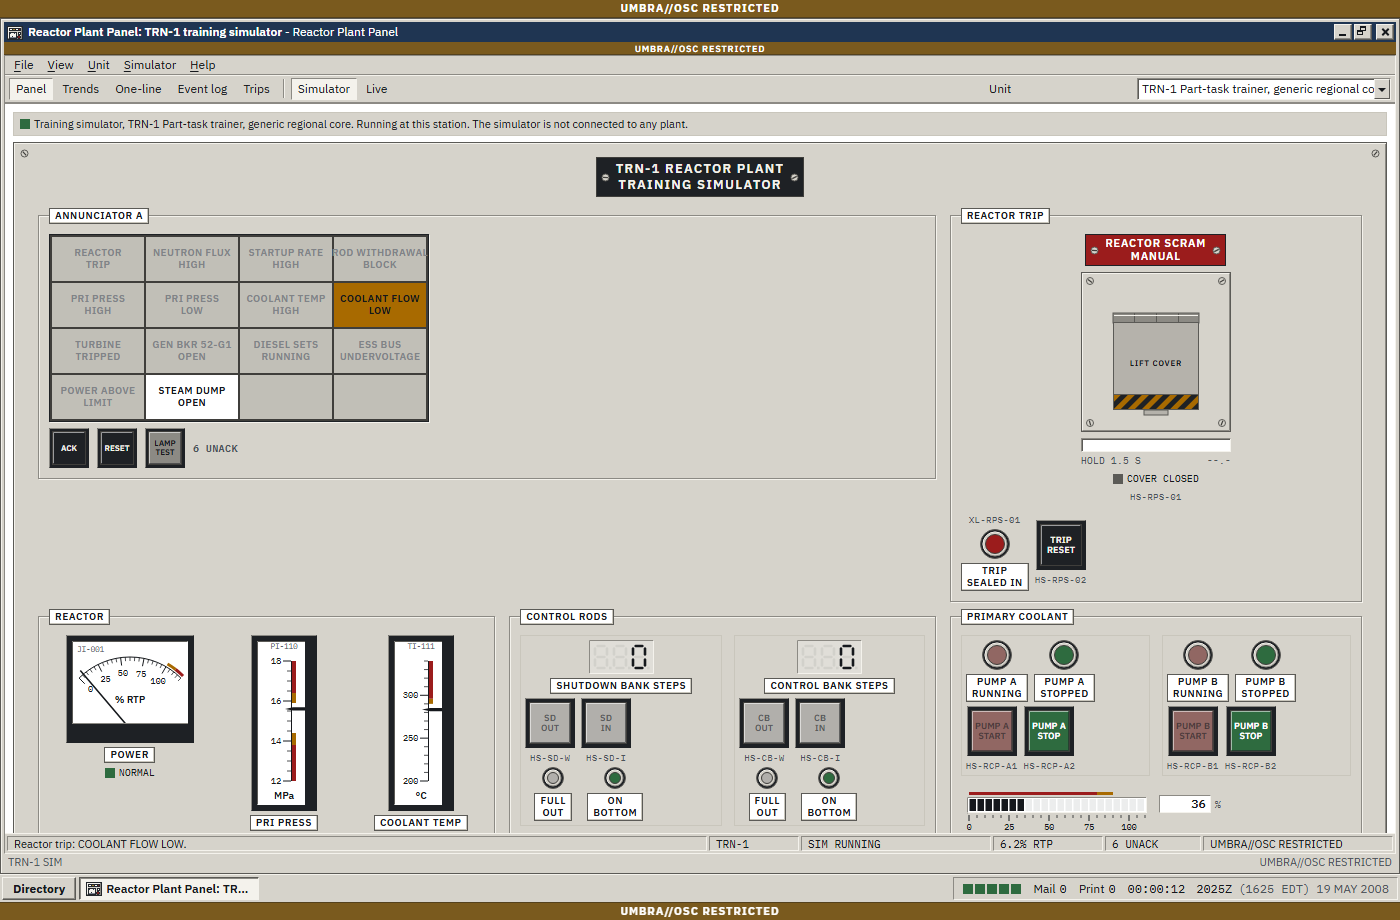 UMBRA//OSC RESTRICTED
Reactor Plant Panel: TRN-1 training simulator - Reactor Plant Panel
UMBRA//OSC RESTRICTED
File View Unit Simulator Help
Panel Trends One-line Event log Trips Simulator Live Unit TRN-1 Part-task trainer, generic regional co
Training simulator, TRN-1 Part-task trainer, generic regional core. Running at this station. The simulator is not connected to any plant.
TRN-1 REACTOR PLANT
TRAINING SIMULATOR
ANNUNCIATOR A
REACTOR TRIP
NEUTRON FLUX HIGH
STARTUP RATE HIGH
ROD WITHDRAWAL BLOCK
PRI PRESS HIGH
PRI PRESS LOW
COOLANT TEMP HIGH
COOLANT FLOW LOW
TURBINE TRIPPED
GEN BKR 52-G1 OPEN
DIESEL SETS RUNNING
ESS BUS UNDERVOLTAGE
POWER ABOVE LIMIT
STEAM DUMP OPEN
ACK RESET LAMP TEST 6 UNACK
REACTOR TRIP
REACTOR SCRAM
MANUAL
LIFT COVER
HOLD 1.5 S --.-
COVER CLOSED
HS-RPS-01
XL-RPS-01
TRIP SEALED IN
TRIP RESET
HS-RPS-02
REACTOR
JI-001
0 25 50 75 100
% RTP
POWER
NORMAL
PI-110
18
16
14
12
MPa
PRI PRESS
TI-111
300
250
200
°C
COOLANT TEMP
CONTROL RODS
0
SHUTDOWN BANK STEPS
SD OUT
SD IN
HS-SD-W HS-SD-I
FULL OUT
ON BOTTOM
0
CONTROL BANK STEPS
CB OUT
CB IN
HS-CB-W HS-CB-I
FULL OUT
ON BOTTOM
PRIMARY COOLANT
PUMP A RUNNING
PUMP A STOPPED
PUMP A START
PUMP A STOP
HS-RCP-A1 HS-RCP-A2
PUMP B RUNNING
PUMP B STOPPED
PUMP B START
PUMP B STOP
HS-RCP-B1 HS-RCP-B2
36 %
0 25 50 75 100
Reactor trip: COOLANT FLOW LOW. TRN-1 SIM RUNNING 6.2% RTP 6 UNACK UMBRA//OSC RESTRICTED
TRN-1 SIM UMBRA//OSC RESTRICTED
Directory Reactor Plant Panel: TR... Mail 0 Print 0 00:00:12 2025Z (1625 EDT) 19 MAY 2008
UMBRA//OSC RESTRICTED